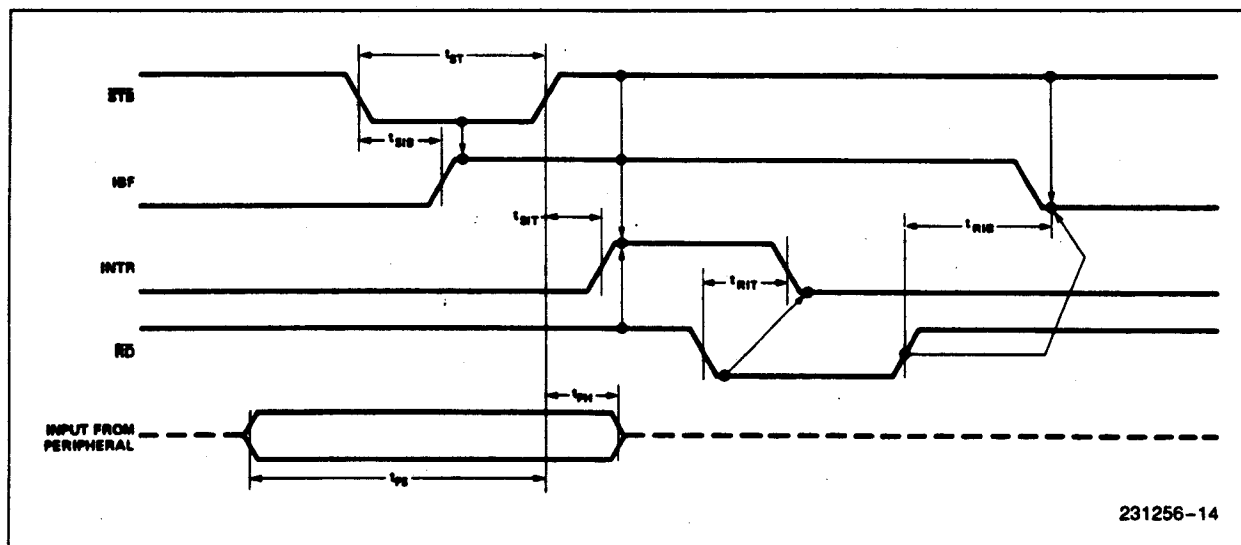 tST
STB
tSIB
IBF
tSIT
tRIB
INTR
tRIT
RD
tPH
INPUT FROM
PERIPHERAL
tPS
231256-14